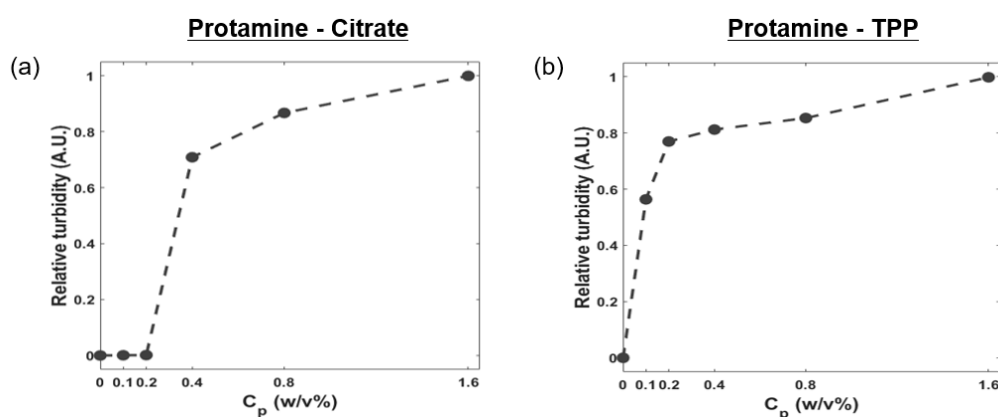 Protamine - Citrate
Protamine - TPP
(a)
Relative turbidity (A.U.)
1
0.8
0.6
0.4
0.2
0
0 0.1 0.2 0.4 0.8 1.6
Cp (w/v%)
(b)
Relative turbidity (A.U.)
1
0.8
0.6
0.4
0.2
0
0 0.1 0.2 0.4 0.8 1.6
Cp (w/v%)